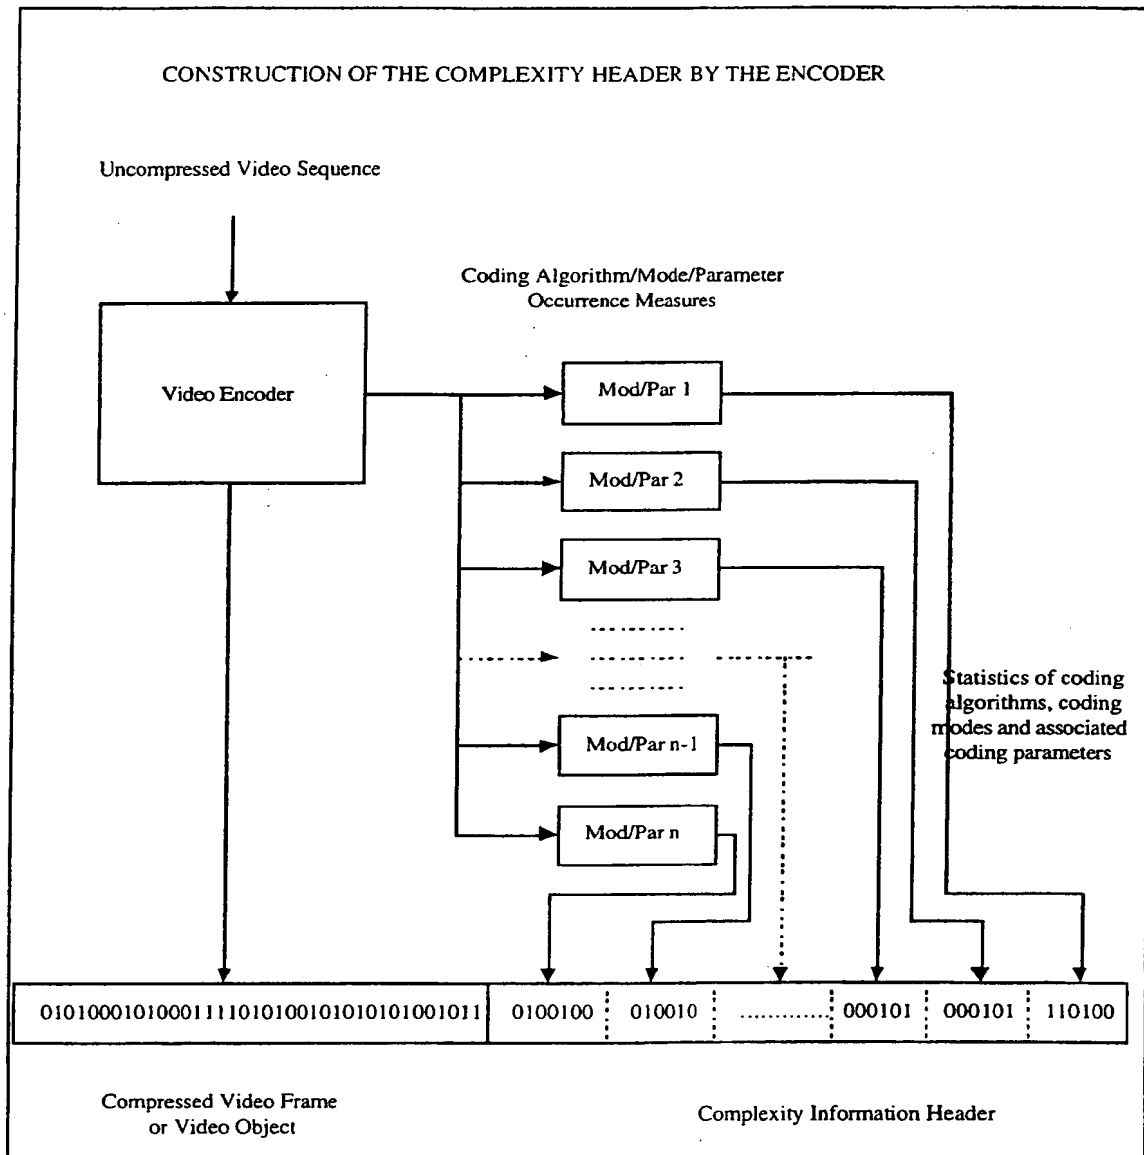 CONSTRUCTION OF THE COMPLEXITY HEADER BY THE ENCODER
Uncompressed Video Sequence
Coding Algorithm/Mode/Parameter
Occurrence Measures
Video Encoder
Mod/Par 1
Mod/Par 2
Mod/Par 3
Statistics of coding
algorithms, coding
modes and associated
coding parameters
Mod/Par n-1
Mod/Par n
01010001010001111010100101010101001011 0100100 010010 ............. 000101 000101 110100
Compressed Video Frame
or Video Object
Complexity Information Header